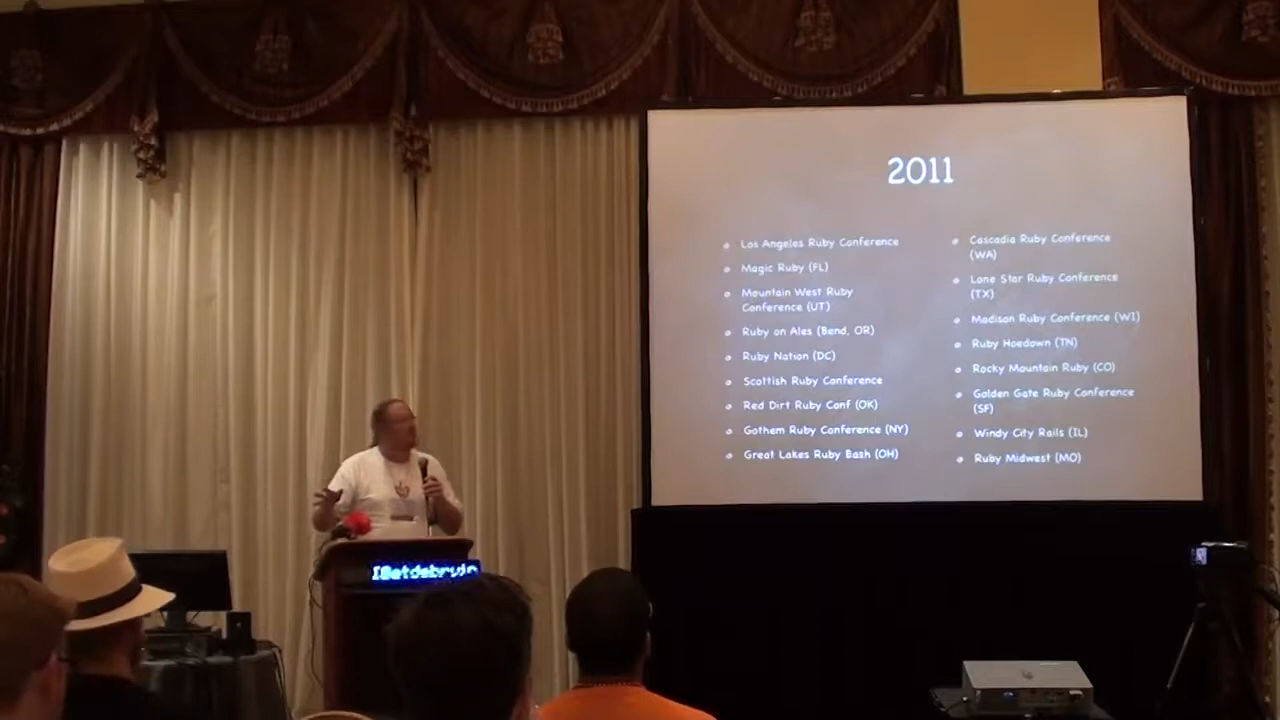 2011
Los Angeles Ruby Conference
Magic Ruby (FL)
Mountain West Ruby
Conference (UT)
Ruby on Ales (Bend, OR)
Ruby Nation (DC)
Scottish Ruby Conference
Red Dirt Ruby Conf (OK)
Gothem Ruby Conference (NY)
Great Lakes Ruby Bash (OH)
Cascadia Ruby Conference
(WA)
Lone Star Ruby Conference
(TX)
Madison Ruby Conference (WI)
Ruby Hoedown (TN)
Rocky Mountain Ruby (CO)
Golden Gate Ruby Conference
(SF)
Windy City Rails (IL)
Ruby Midwest (MO)